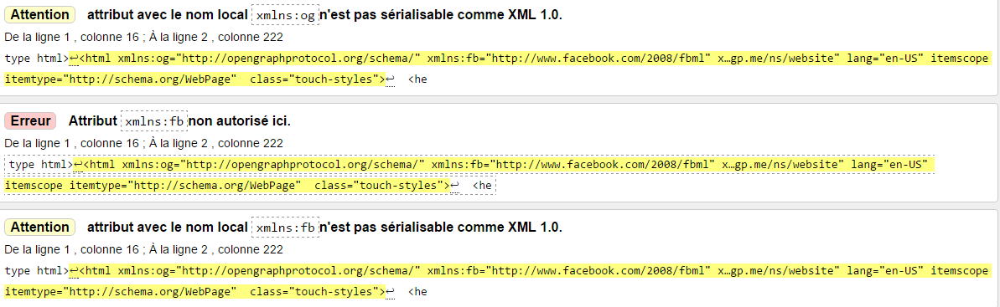 Attention attribut avec le nom local xmlns:og n'est pas sérialisable comme XML 1.0.
De la ligne 1 , colonne 16 ; À la ligne 2 , colonne 222
type html>↩<html xmlns:og="http://opengraphprotocol.org/schema/" xmlns:fb="http://www.facebook.com/2008/fbml" x…gp.me/ns/website" lang="en-US" itemscope
itemtype="http://schema.org/WebPage"  class="touch-styles">↩  <he
Erreur Attribut xmlns:fb non autorisé ici.
De la ligne 1 , colonne 16 ; À la ligne 2 , colonne 222
type html>↩<html xmlns:og="http://opengraphprotocol.org/schema/" xmlns:fb="http://www.facebook.com/2008/fbml" x…gp.me/ns/website" lang="en-US"
itemscope itemtype="http://schema.org/WebPage"  class="touch-styles">↩  <he
Attention attribut avec le nom local xmlns:fb n'est pas sérialisable comme XML 1.0.
De la ligne 1 , colonne 16 ; À la ligne 2 , colonne 222
type html>↩<html xmlns:og="http://opengraphprotocol.org/schema/" xmlns:fb="http://www.facebook.com/2008/fbml" x…gp.me/ns/website" lang="en-US" itemscope
itemtype="http://schema.org/WebPage"  class="touch-styles">↩  <he